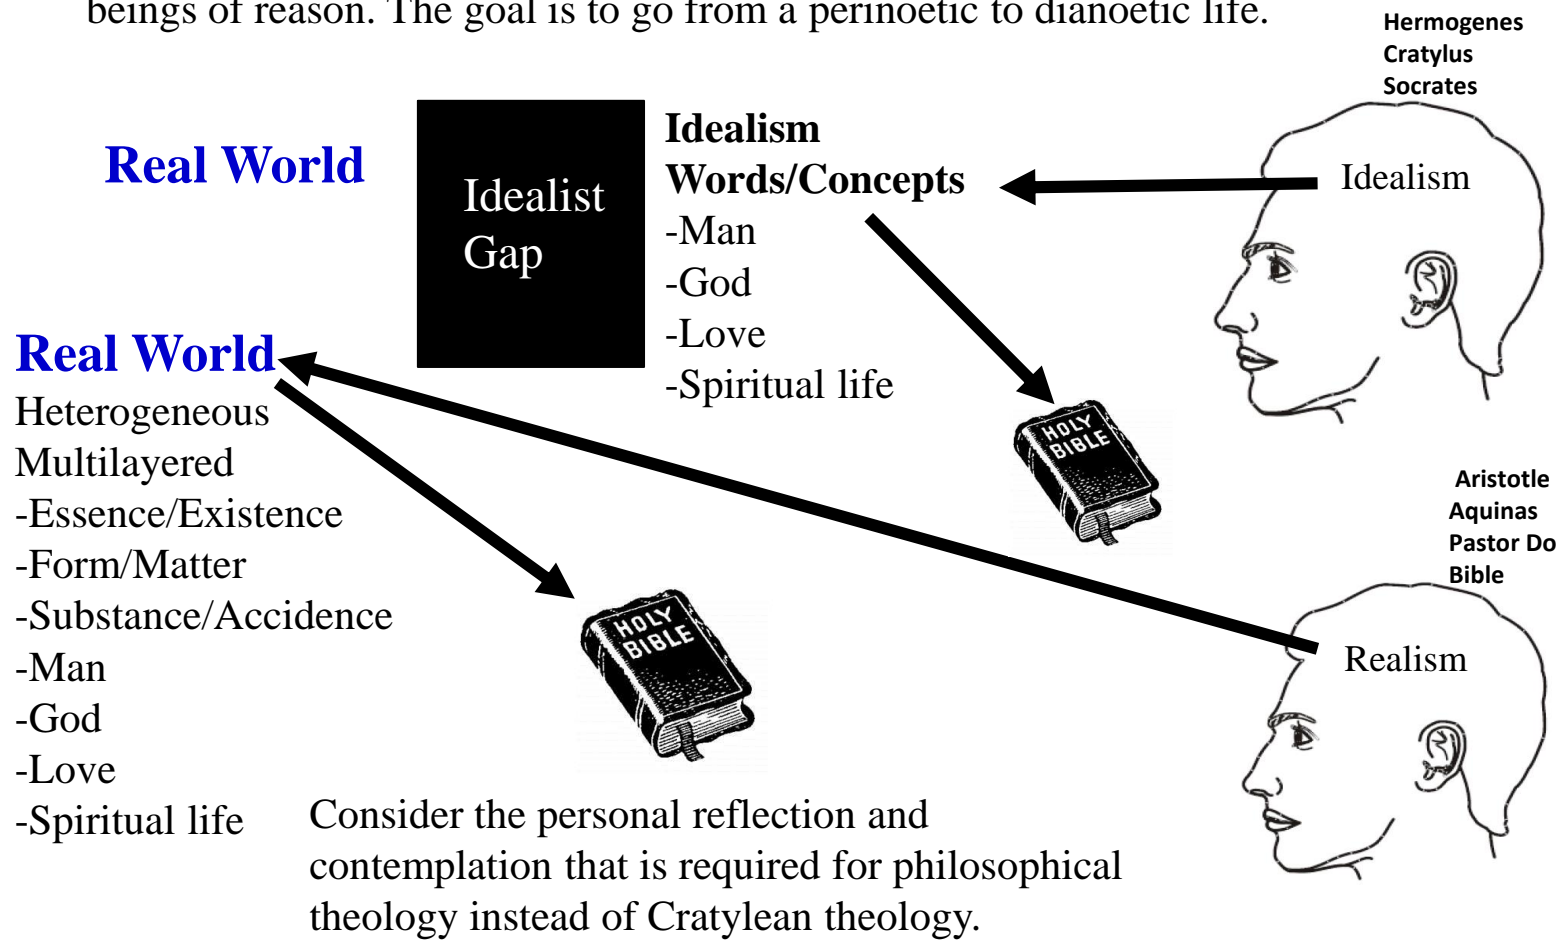 beings of reason. The goal is to go from a perinoetic to dianoetic life.
Hermogenes
Cratylus
Socrates
Real World
Idealist
Gap
Idealism
Words/Concepts
-Man
-God
-Love
-Spiritual life
Idealism
HOLY
BIBLE
Real World
Heterogeneous
Multilayered
-Essence/Existence
-Form/Matter
-Substance/Accidence
-Man
-God
-Love
-Spiritual life
HOLY
BIBLE
Aristotle
Aquinas
Pastor Do
Bible
Realism
Consider the personal reflection and
contemplation that is required for philosophical
theology instead of Cratylean theology.